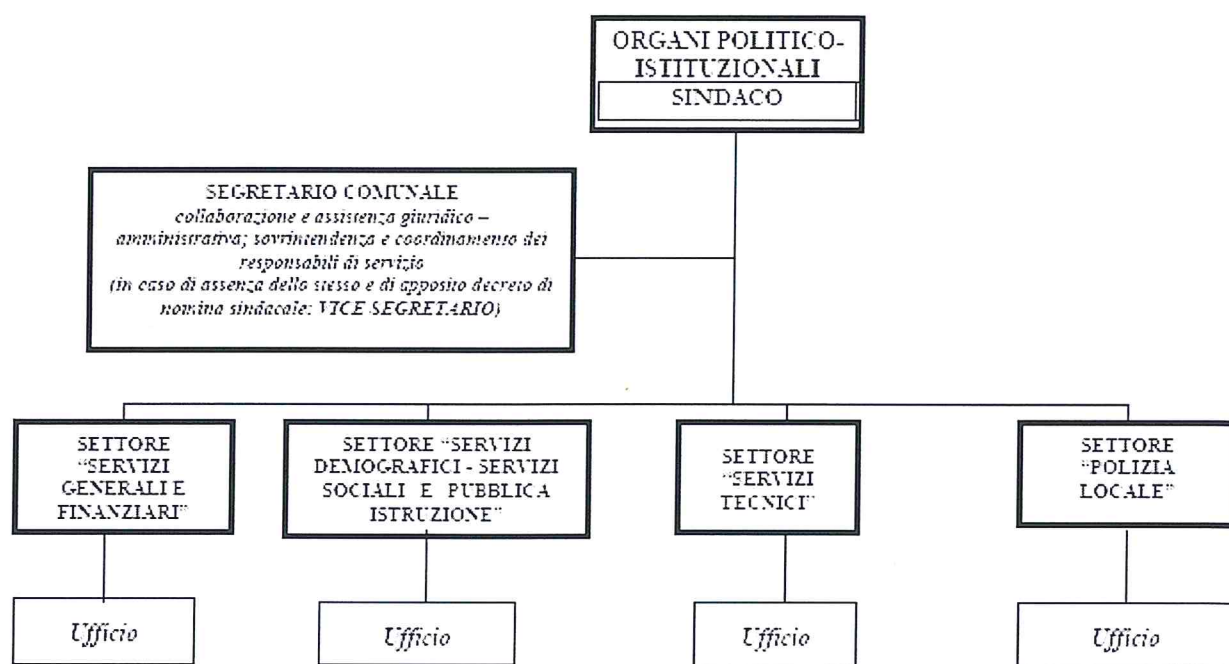 ORGANI POLITICO-
ISTITUZIONALI
SINDACO
SEGRETARIO COMUNALE
collaborazione e assistenza giuridico –
amministrativa; sovrintendenza e coordinamento dei
responsabili di servizio
(in caso di assenza dello stesso e di apposito decreto di
nomina sindacale: VICE SEGRETARIO)
SETTORE
"SERVIZI
GENERALI E
FINANZIARI"
SETTORE "SERVIZI
DEMOGRAFICI - SERVIZI
SOCIALI E PUBBLICA
ISTRUZIONE"
SETTORE
"SERVIZI
TECNICI"
SETTORE
"POLIZIA
LOCALE"
Ufficio
Ufficio
Ufficio
Ufficio